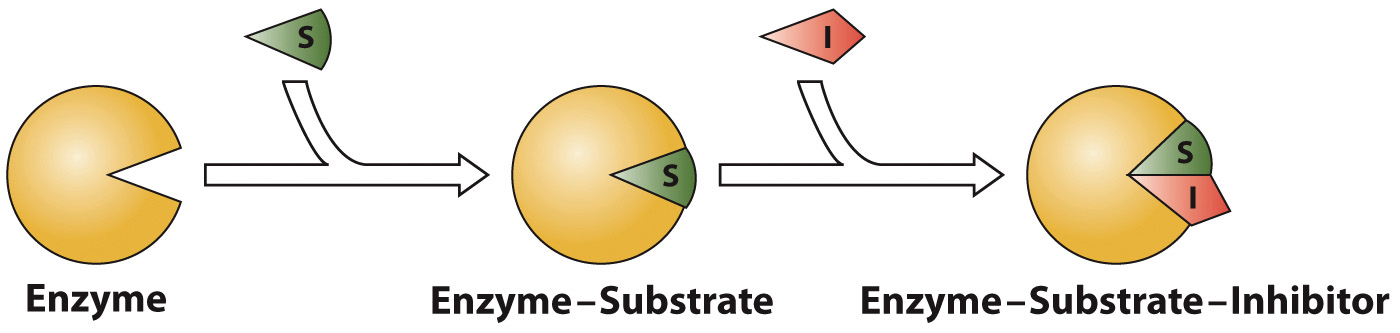 S
I
S
S
I
Enzyme
Enzyme–Substrate
Enzyme–Substrate–Inhibitor